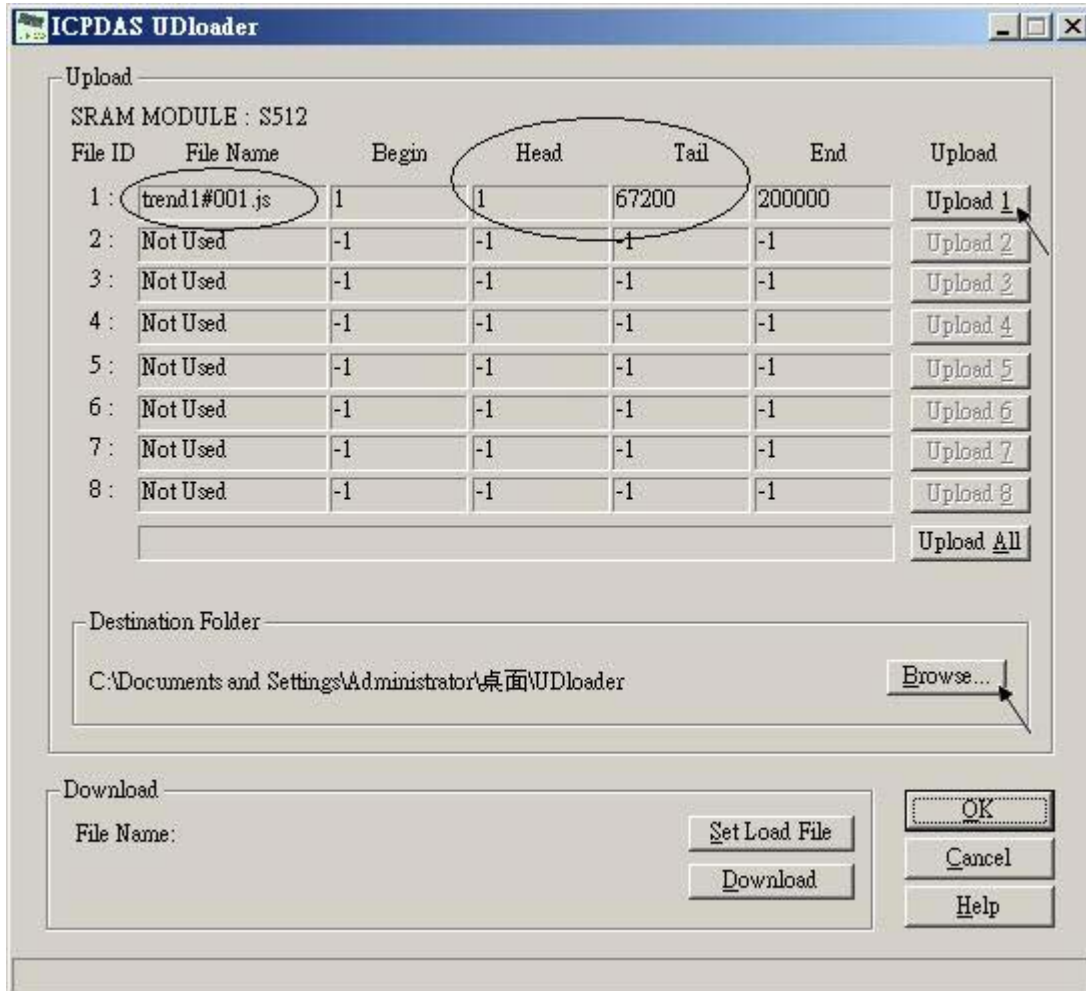 ICPDAS UDloader
Upload
SRAM MODULE : S512
File ID File Name Begin Head Tail End Upload
1 : trend1#001.js 1 1 67200 200000 Upload 1
2 : Not Used -1 -1 -1 -1 Upload 2
3 : Not Used -1 -1 -1 -1 Upload 3
4 : Not Used -1 -1 -1 -1 Upload 4
5 : Not Used -1 -1 -1 -1 Upload 5
6 : Not Used -1 -1 -1 -1 Upload 6
7 : Not Used -1 -1 -1 -1 Upload 7
8 : Not Used -1 -1 -1 -1 Upload 8
Upload All
Destination Folder
C:\Documents and Settings\Administrator\桌面\UDloader Browse...
Download
File Name: Set Load File
Download
OK
Cancel
Help